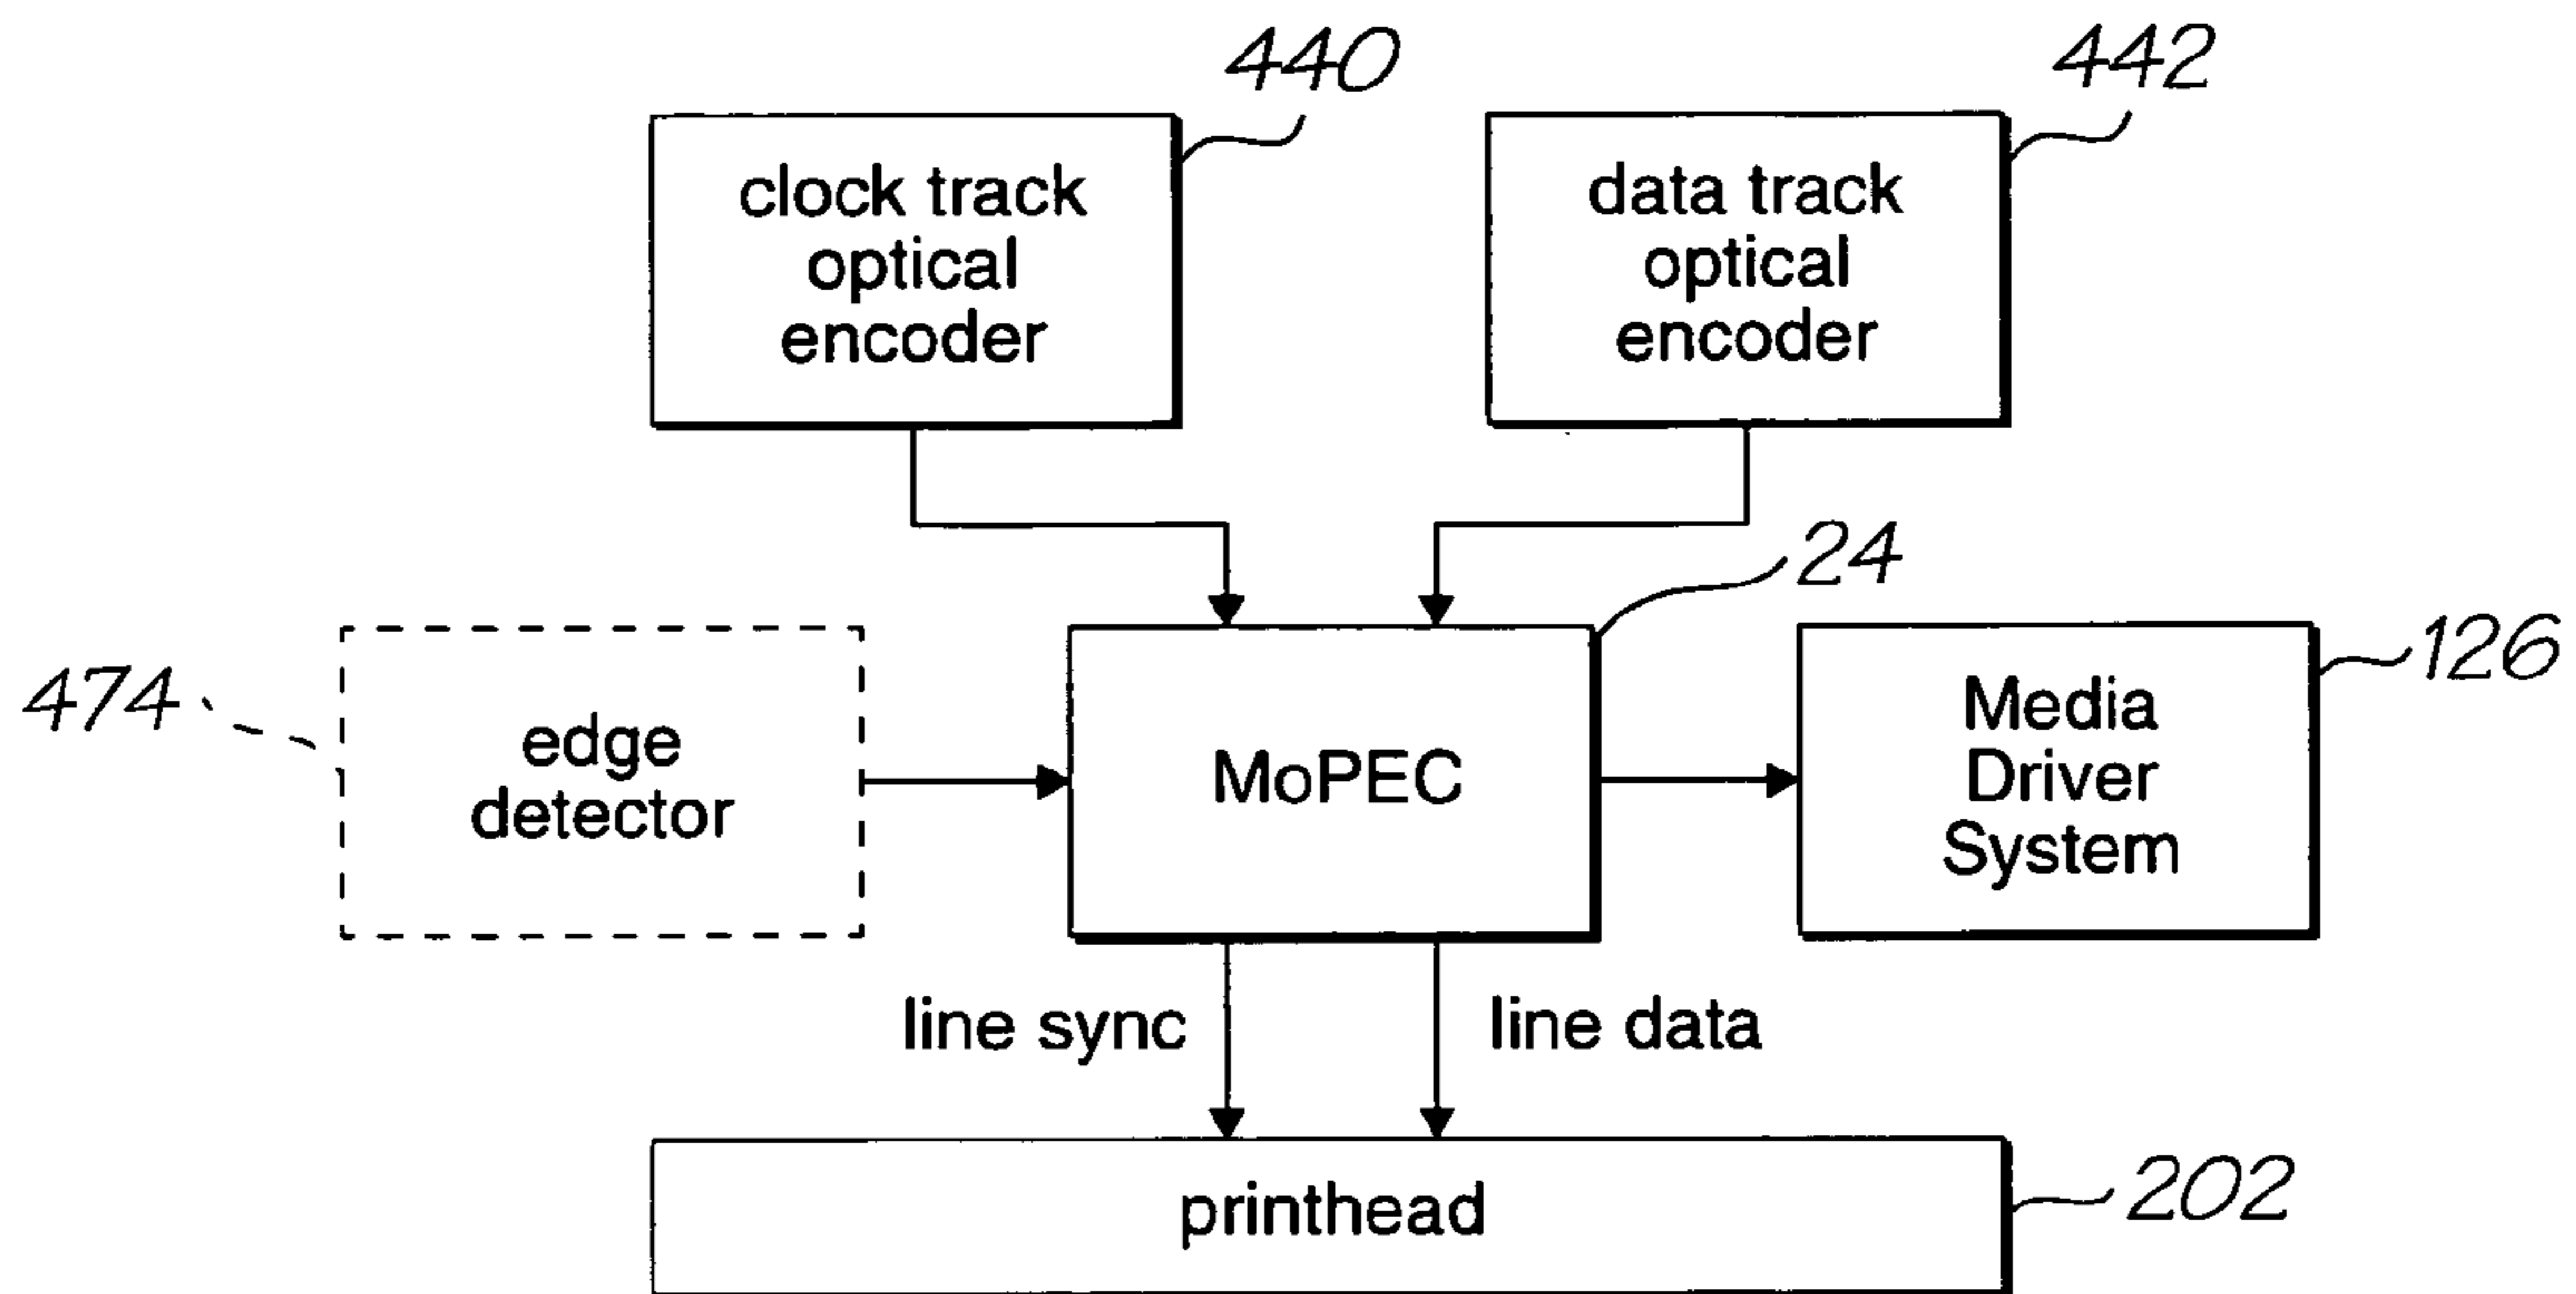 440
442
clock track
optical
encoder
data track
optical
encoder
24
126
474
edge
detector
MoPEC
Media
Driver
System
line sync
line data
printhead
202